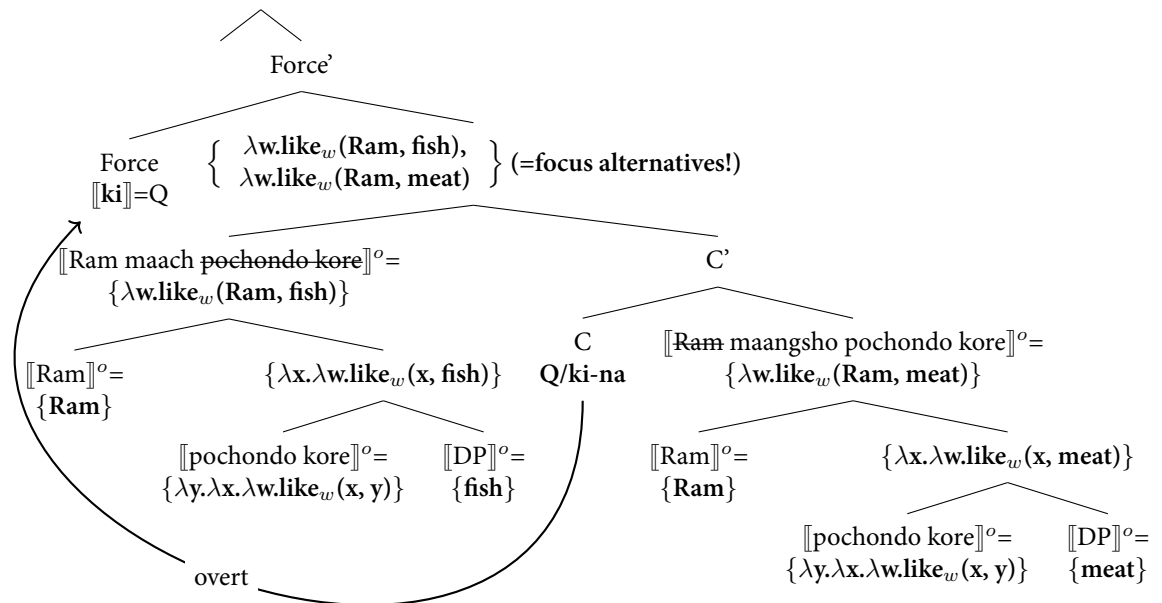 Force’
Force
⟦ki⟧=Q
{ λw.like_w(Ram, fish),
λw.like_w(Ram, meat) } (=focus alternatives!)
⟦Ram maach ~~pochondo kore~~⟧^o=
{λw.like_w(Ram, fish)}
C’
⟦Ram⟧^o=
{Ram}
{λx.λw.like_w(x, fish)}
C
Q/ki-na
⟦~~Ram~~ maangsho pochondo kore⟧^o=
{λw.like_w(Ram, meat)}
⟦pochondo kore⟧^o=
{λy.λx.λw.like_w(x, y)}
⟦DP⟧^o=
{fish}
⟦Ram⟧^o=
{Ram}
{λx.λw.like_w(x, meat)}
⟦pochondo kore⟧^o=
{λy.λx.λw.like_w(x, y)}
⟦DP⟧^o=
{meat}
overt